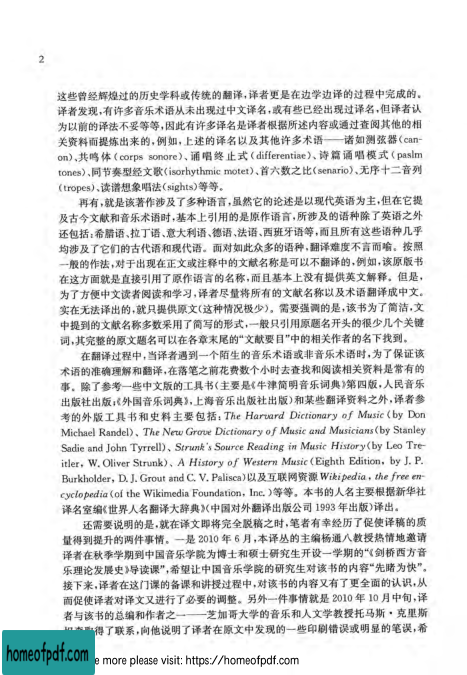 2
这些曾经辉煌过的历史学科或传统的翻译,译者更是在边学边译的过程中完成的。
译者发现,有许多音乐术语从未出现过中文译名,或有些已经出现过译名,但译者认
为以前的译法不妥等等,因此有许多译名是译者根据所述内容或通过查阅其他的相
关资料而提炼出来的,例如,上述的译名以及其他许多术语——诸如测弦器(can-
on)、共鸣体(corps sonore)、诵唱终止式(differentiae)、诗篇诵唱模式(paslm
tones)、同节奏型经文歌(isorhythmic motet)、首六数之比(senario)、无序十二音列
(tropes)、读谱想象唱法(sights)等等。
再有,就是该著作涉及了多种语言,虽然它的论述是以现代英语为主,但在它提
及古今文献和音乐术语时,基本上引用的是原作语言,所涉及的语种除了英语之外
还包括:希腊语、拉丁语、意大利语、德语、法语、西班牙语等,而且所有这些语种几乎
均涉及了它们的古代语和现代语。面对如此众多的语种,翻译难度不言而喻。按照
一般的作法,对于出现在正文或注释中的文献名称是可以不翻译的,例如,该原版书
在这方面就是直接引用了原作语言的名称,而且基本上没有提供英文解释。但是,
为了方便中文读者阅读和学习,译者尽量将所有的文献名称以及术语翻译成中文。
实在无法译出的,就只提供原文(这种情况极少)。需要强调的是,该书为了简洁,文
中提到的文献名称多数采用了简写的形式,一般只引用原题名开头的很少几个关键
词,其完整的原文题名可以在各章末尾的“文献要目”中的相关作者的名下找到。
在翻译过程中,当译者遇到一个陌生的音乐术语或非音乐术语时,为了保证该
术语的准确理解和翻译,在落笔之前花费数个小时去查找和阅读相关资料是常有的
事。除了参考一些中文版的工具书(主要是《牛津简明音乐词典》第四版,人民音乐
出版社出版;《外国音乐词典》,上海音乐出版社出版)和某些翻译资料之外,译者参
考的外版工具书和史料主要包括:The Harvard Dictionary of Music (by Don
Michael Randel)、The New Grove Dictionary of Music and Musicians (by Stanley
Sadie and John Tyrrell)、Strunk's Source Reading in Music History (by Leo Tre-
itler, W. Oliver Strunk)、A History of Western Music (Eighth Edition, by J. P.
Burkholder, D. J. Grout and C. V. Palisca)以及互联网资源 Wikipedia, the free en-
cyclopedia (of the Wikimedia Foundation, Inc.)等等。本书的人名主要根据新华社
译名室编《世界人名翻译大辞典》(中国对外翻译出版公司 1993 年出版)译出。
还需要说明的是,就在译文即将完全脱稿之时,笔者有幸经历了促使译稿的质
量得到提升的两件事情。一是 2010 年 6 月,本译丛的主编杨通八教授热情地邀请
译者在秋季学期到中国音乐学院为博士和硕士研究生开设一学期的“《剑桥西方音
乐理论发展史》导读课”,希望让中国音乐学院的研究生对该书的内容“先睹为快”。
接下来,译者在这门课的备课和讲授过程中,对该书的内容又有了更全面的认识,从
而促使译者对译文又进行了必要的调整。另外一件事情就是 2010 年 10 月中旬,译
者与该书的总编和作者之一——芝加哥大学的音乐和人文学教授托马斯·克里斯
取得了联系,向他说明了译者在原文中发现的一些印刷错误或明显的笔误,希
homeofpdf.com
e more please visit: https://homeofpdf.com